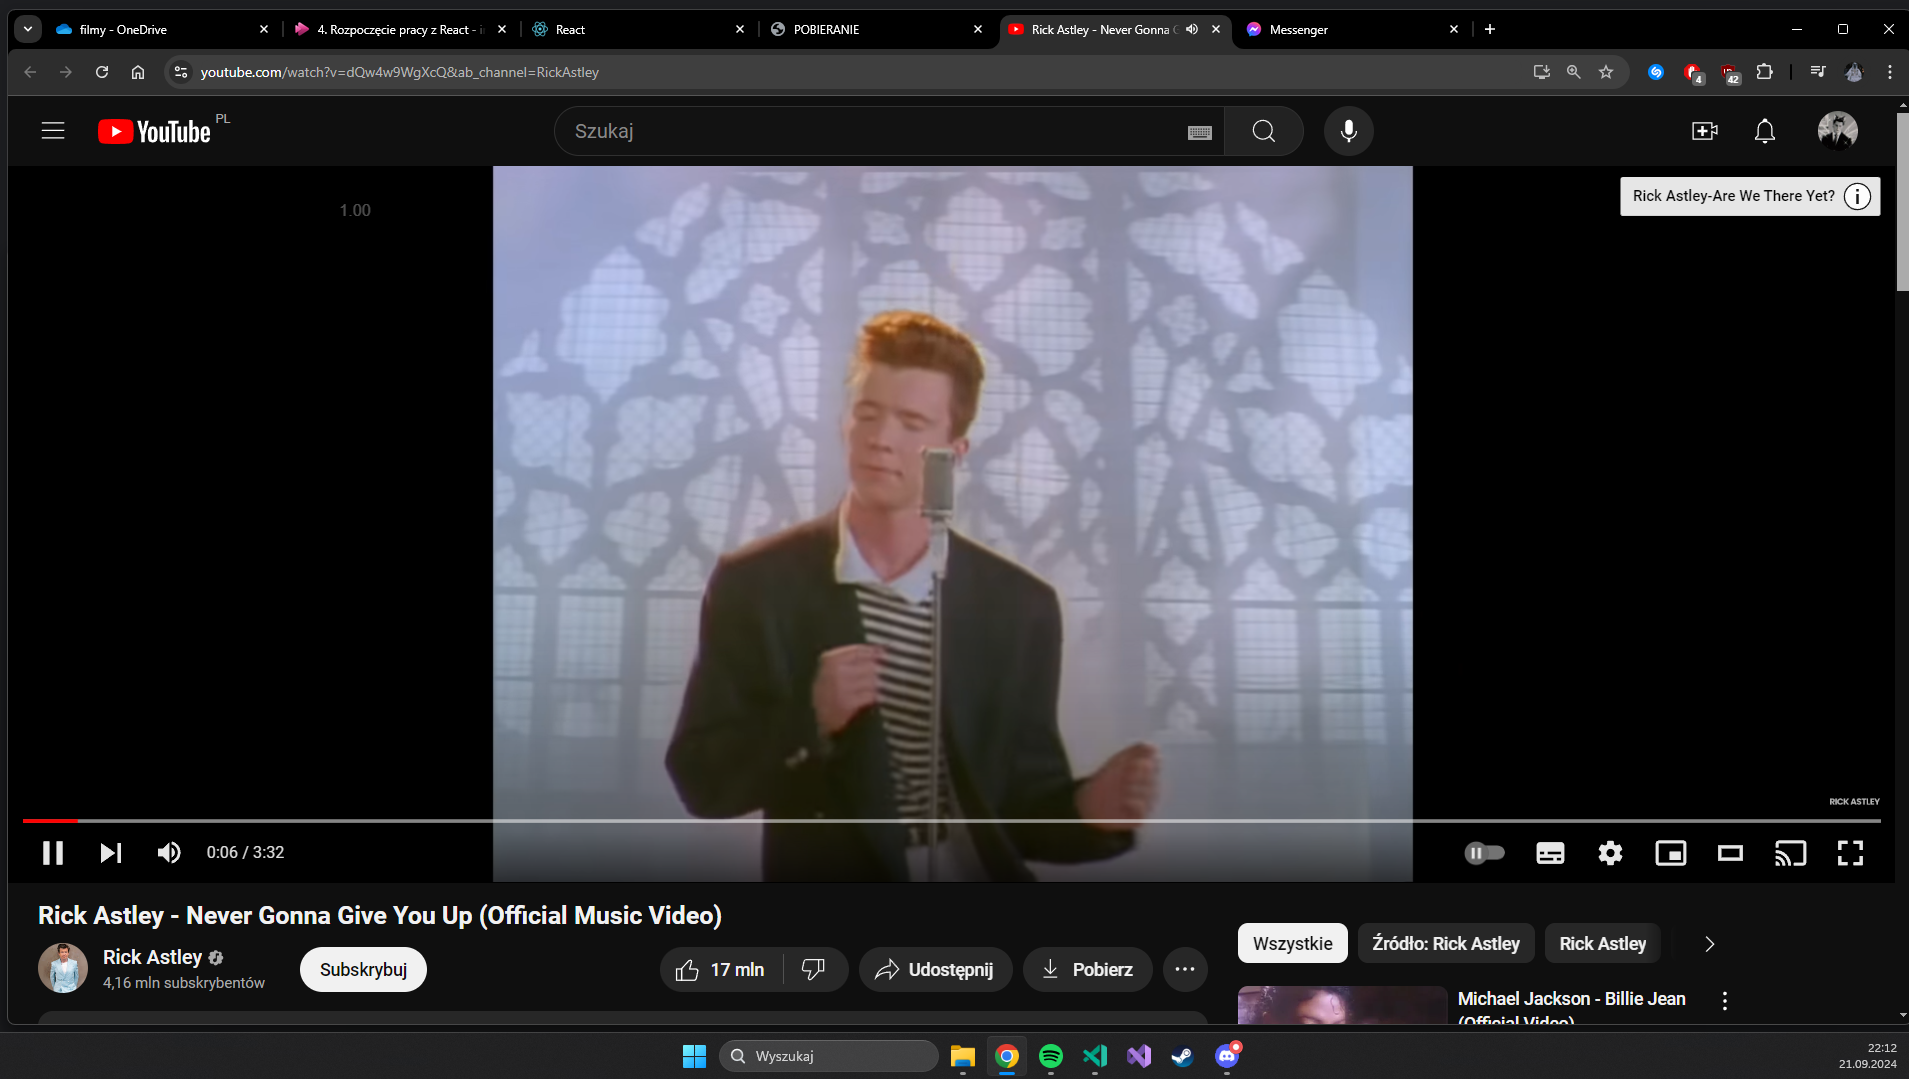 filmy - OneDrive
4. Rozpoczęcie pracy z React - i
React
POBIERANIE
Rick Astley - Never Gonna G
Messenger
youtube.com/watch?v=dQw4w9WgXcQ&ab_channel=RickAstley
4
42
YouTube PL
Szukaj
1.00
Rick Astley-Are We There Yet?
RICK ASTLEY
0:06 / 3:32
Rick Astley - Never Gonna Give You Up (Official Music Video)
Rick Astley
4,16 mln subskrybentów
Subskrybuj
17 mln
Udostępnij
Pobierz
Wszystkie
Źródło: Rick Astley
Rick Astley
Michael Jackson - Billie Jean
(Official Video)
Wyszukaj
22:12
21.09.2024